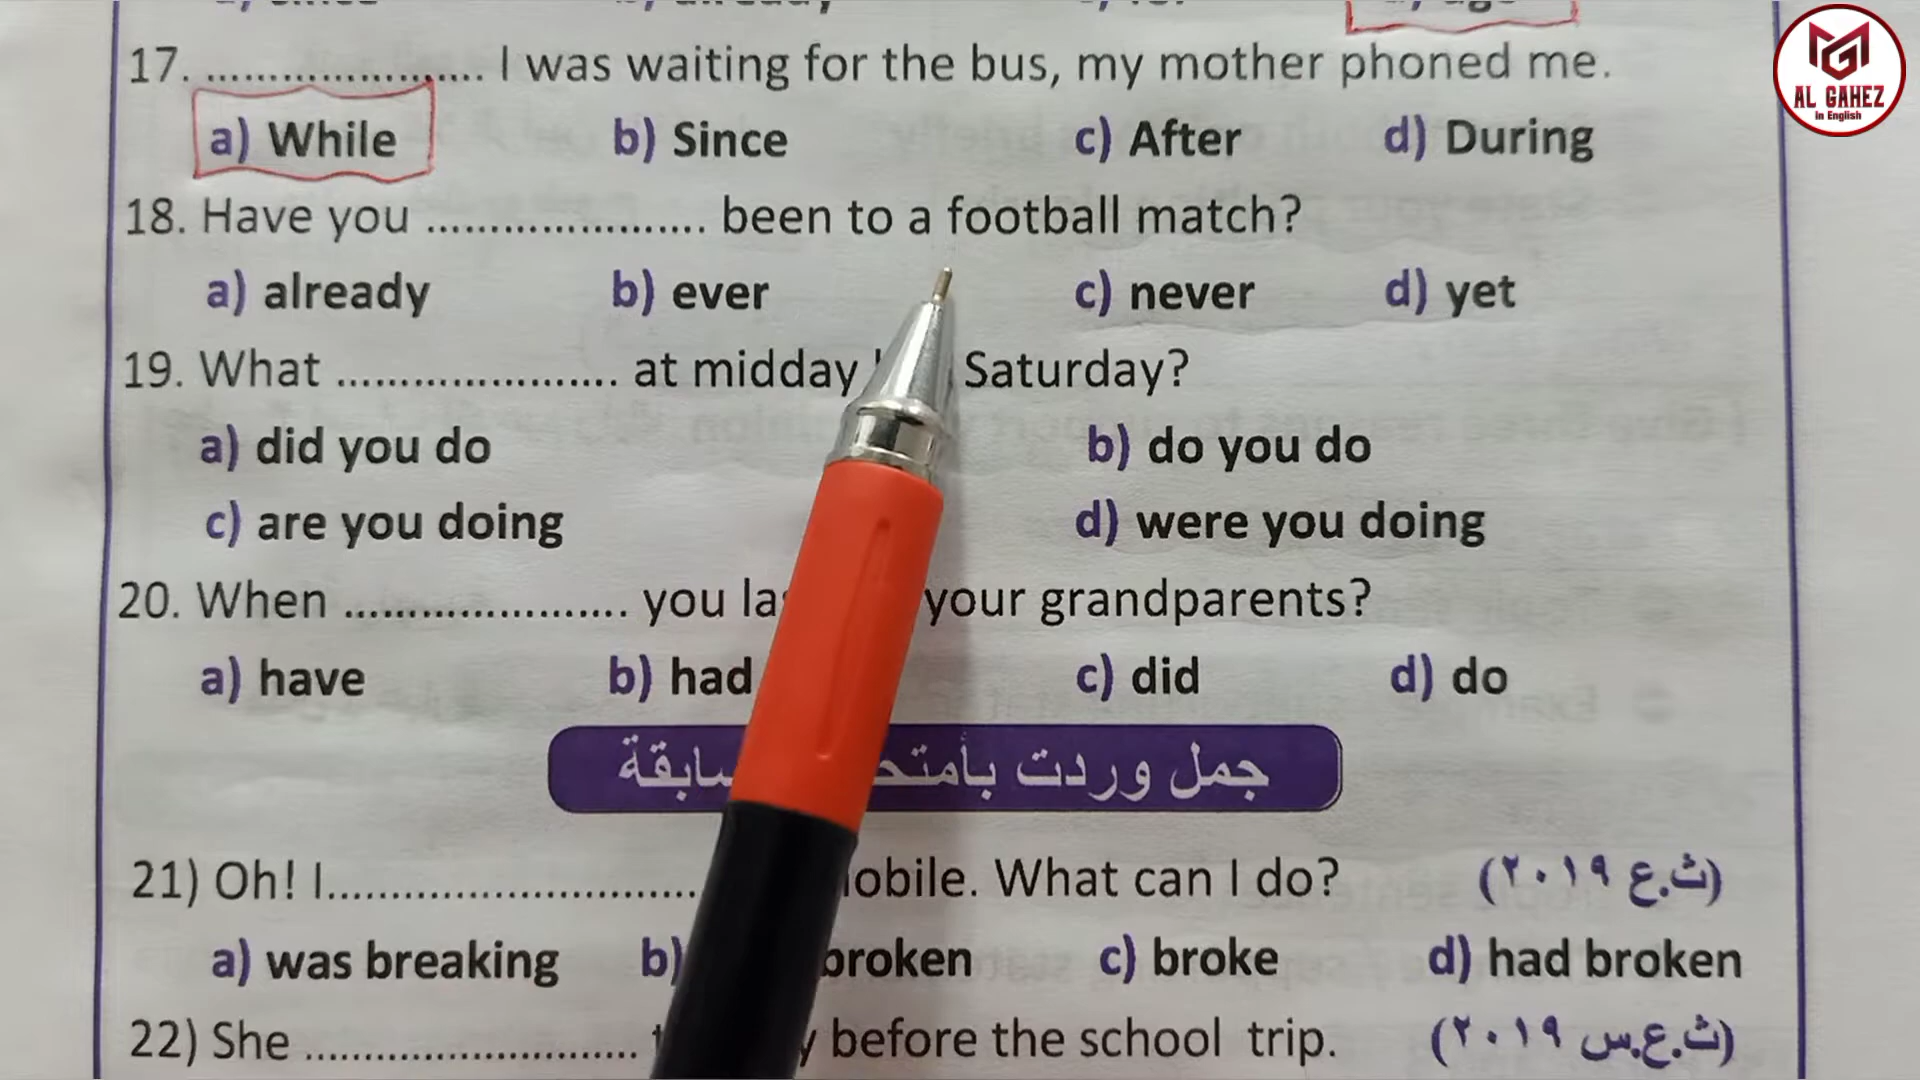 17. ...................... I was waiting for the bus, my mother phoned me.
a) While b) Since c) After d) During
18. Have you ...................... been to a football match?
a) already b) ever c) never d) yet
19. What ...................... at midday Saturday?
a) did you do b) do you do
c) are you doing d) were you doing
20. When ...................... you your grandparents?
a) have b) had c) did d) do
جمل وردت
21) Oh! I............................. What can I do? (ث.ع ٢٠١٩)
a) was breaking b) broken c) broke d) had broken
22) She .......................... before the school trip. (ث.ع.س ٢٠١٩)
AL GAHEZ
in English